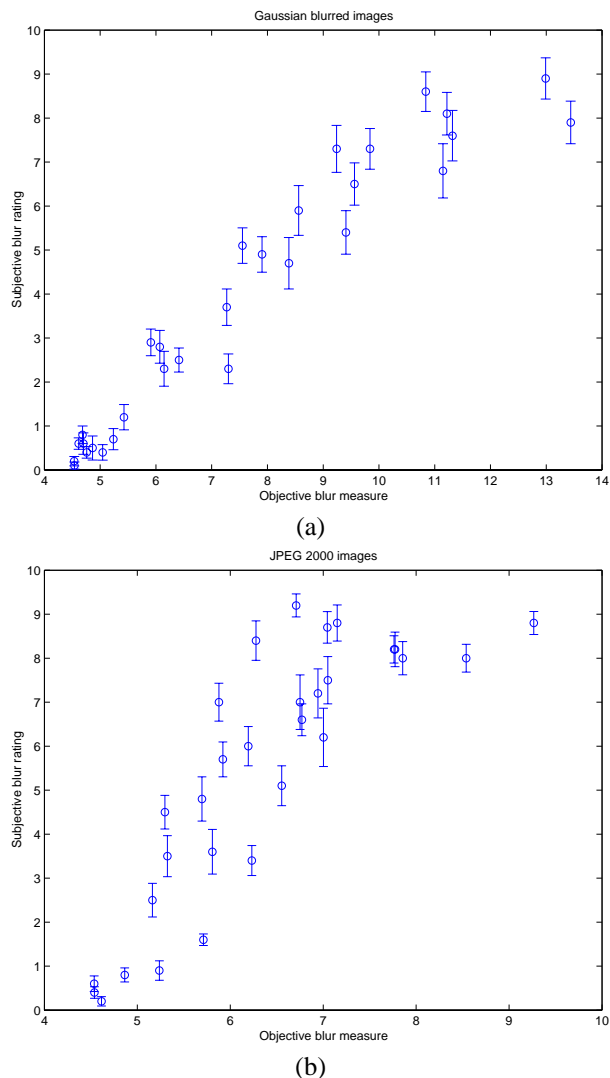 Gaussian blurred images
10
9
8
7
6
5
4
3
2
1
0
Subjective blur rating
4 5 6 7 8 9 10 11 12 13 14
Objective blur measure
(a)
JPEG 2000 images
10
9
8
7
6
5
4
3
2
1
0
Subjective blur rating
4 5 6 7 8 9 10
Objective blur measure
(b)